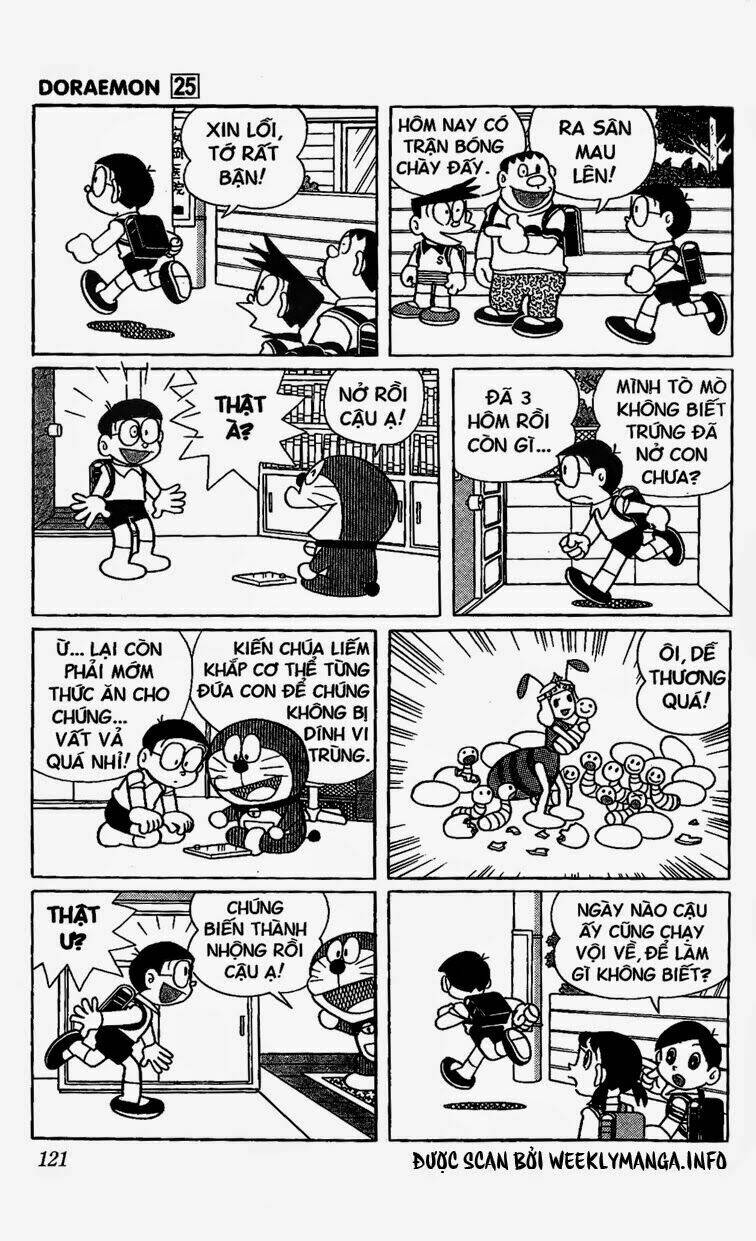 DORAEMON 25
HÔM NAY CÓ
TRẬN BÓNG
CHÀY ĐẤY.
RA SÂN
MAU
LÊN!
XIN LỖI,
TỚ RẤT
BẬN!
MÌNH TÒ MÒ
KHÔNG BIẾT
TRỨNG ĐÃ
NỞ CON
CHƯA?
ĐÃ 3
HÔM RỒI
CÒN GÌ...
NỞ RỒI
CẬU Ạ!
THẬT
À?
ÔI, DỄ
THƯƠNG
QUÁ!
KIẾN CHÚA LIẾM
KHẮP CƠ THỂ TỪNG
ĐỨA CON ĐỂ CHÚNG
KHÔNG BỊ
DÍNH VI
TRÙNG.
Ừ... LẠI CÒN
PHẢI MỚM
THỨC ĂN CHO
CHÚNG...
VẤT VẢ
QUÁ NHỈ!
NGÀY NÀO CẬU
ẤY CŨNG CHẠY
VỘI VỀ, ĐỂ LÀM
GÌ KHÔNG BIẾT?
CHÚNG
BIẾN THÀNH
NHỘNG RỒI
CẬU Ạ!
THẬT
Ư?
121
ĐƯỢC SCAN BỞI WEEKLYMANGA.INFO